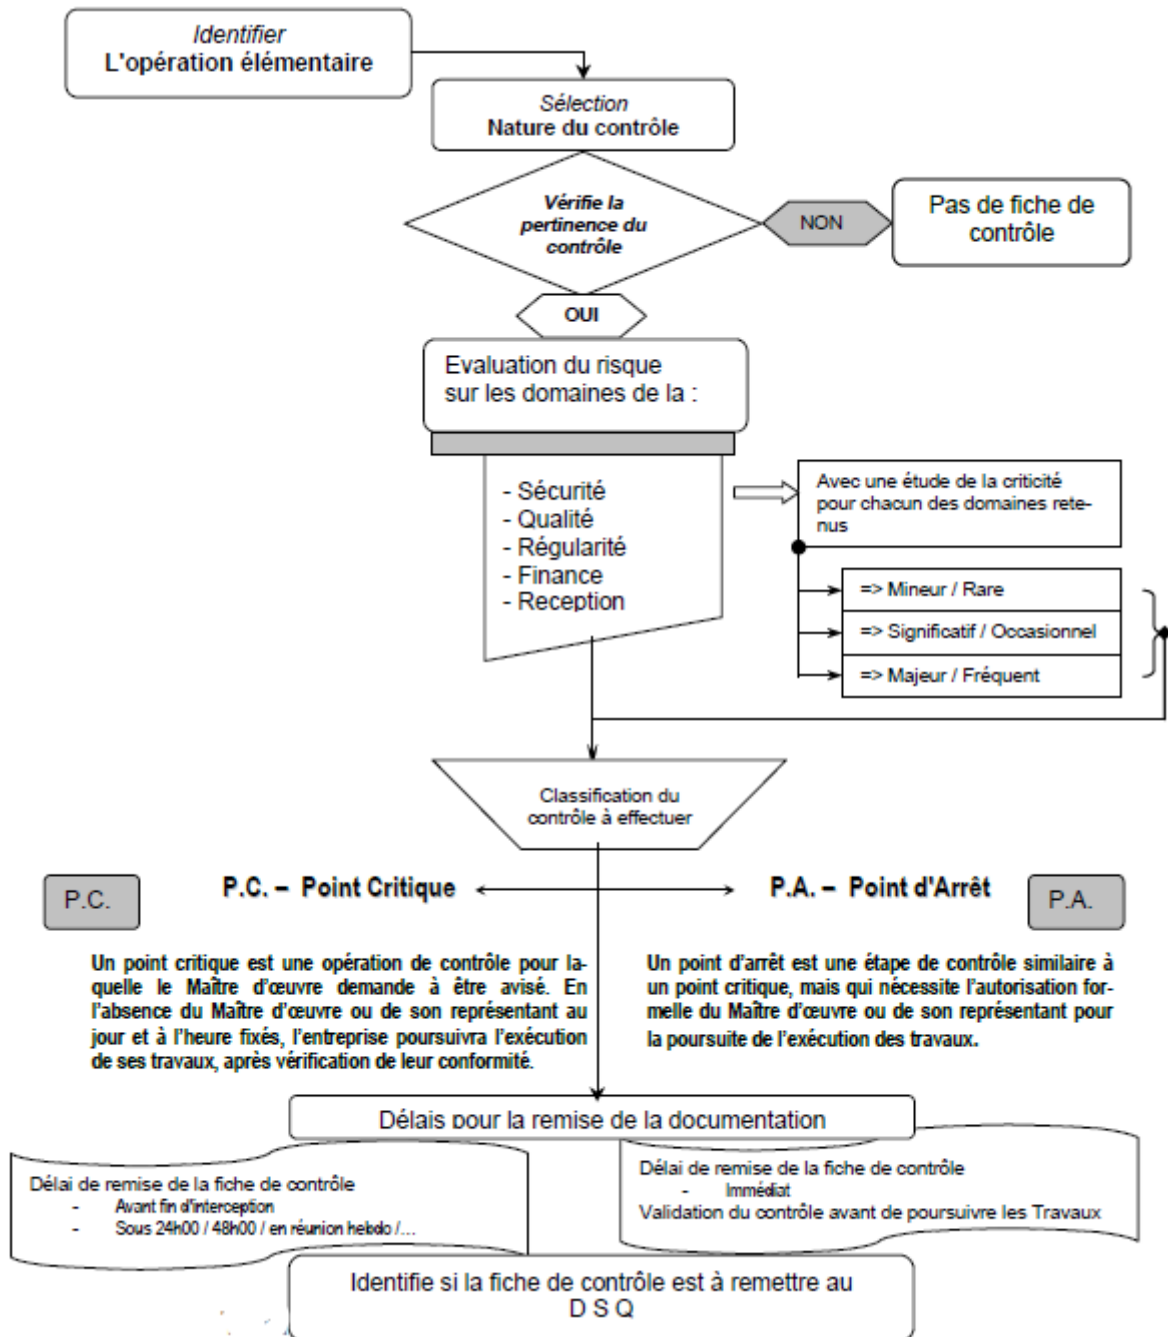 Identifier
L'opération élémentaire
Sélection
Nature du contrôle
Vérifie la
pertinence du
contrôle
NON
Pas de fiche de
contrôle
OUI
Evaluation du risque
sur les domaines de la :
- Sécurité
- Qualité
- Régularité
- Finance
- Reception
Avec une étude de la criticité
pour chacun des domaines rete-
nus
=> Mineur / Rare
=> Significatif / Occasionnel
=> Majeur / Fréquent
Classification du
contrôle à effectuer
P.C.
P.C. – Point Critique
P.A. – Point d'Arrêt
P.A.
Un point critique est une opération de contrôle pour la-
quelle le Maître d'œuvre demande à être avisé. En
l'absence du Maître d'œuvre ou de son représentant au
jour et à l'heure fixés, l'entreprise poursuivra l'exécution
de ses travaux, après vérification de leur conformité.
Un point d'arrêt est une étape de contrôle similaire à
un point critique, mais qui nécessite l'autorisation for-
melle du Maître d'œuvre ou de son représentant pour
la poursuite de l'exécution des travaux.
Délais pour la remise de la documentation
Délai de remise de la fiche de contrôle
- Avant fin d'interception
- Sous 24h00 / 48h00 / en réunion hebdo /…
Délai de remise de la fiche de contrôle
- Immédiat
Validation du contrôle avant de poursuivre les Travaux
Identifie si la fiche de contrôle est à remettre au
D S Q